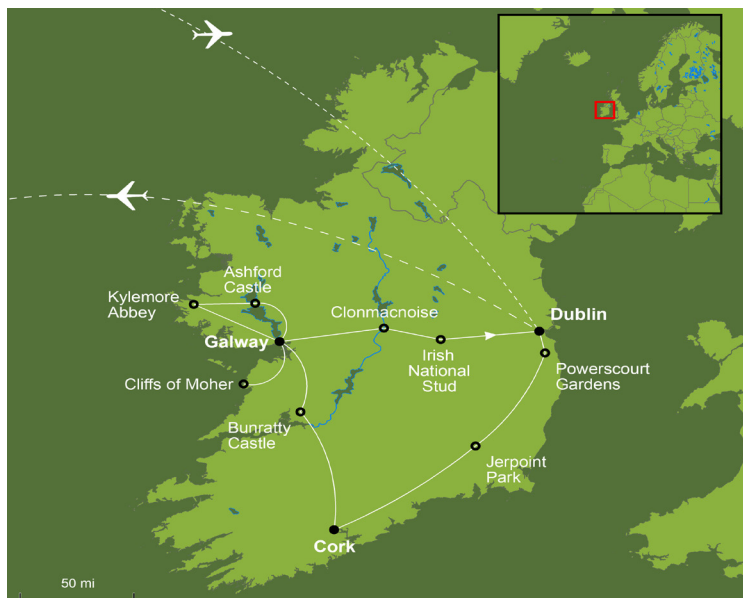 Ashford
Castle
Kylemore
Abbey
Clonmacnoise
Dublin
Galway
Irish
National
Stud
Powerscourt
Gardens
Cliffs of Moher
Bunratty
Castle
Jerpoint
Park
Cork
50 mi